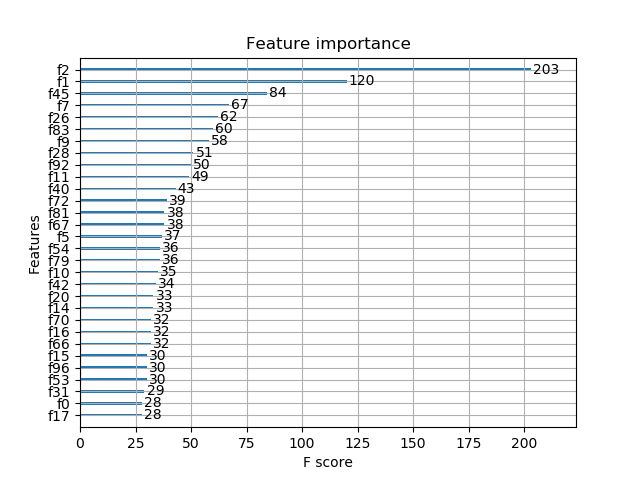 Feature importance
f2 203
f1 120
f45 84
f7 67
f26 62
f83 60
f9 58
f28 51
f92 50
f11 49
f40 43
f72 39
f81 38
f67 38
f5 37
f54 36
f79 36
f10 35
f42 34
f20 33
f14 33
f70 32
f16 32
f66 32
f15 30
f96 30
f53 30
f31 29
f0 28
f17 28
Features
0 25 50 75 100 125 150 175 200
F score